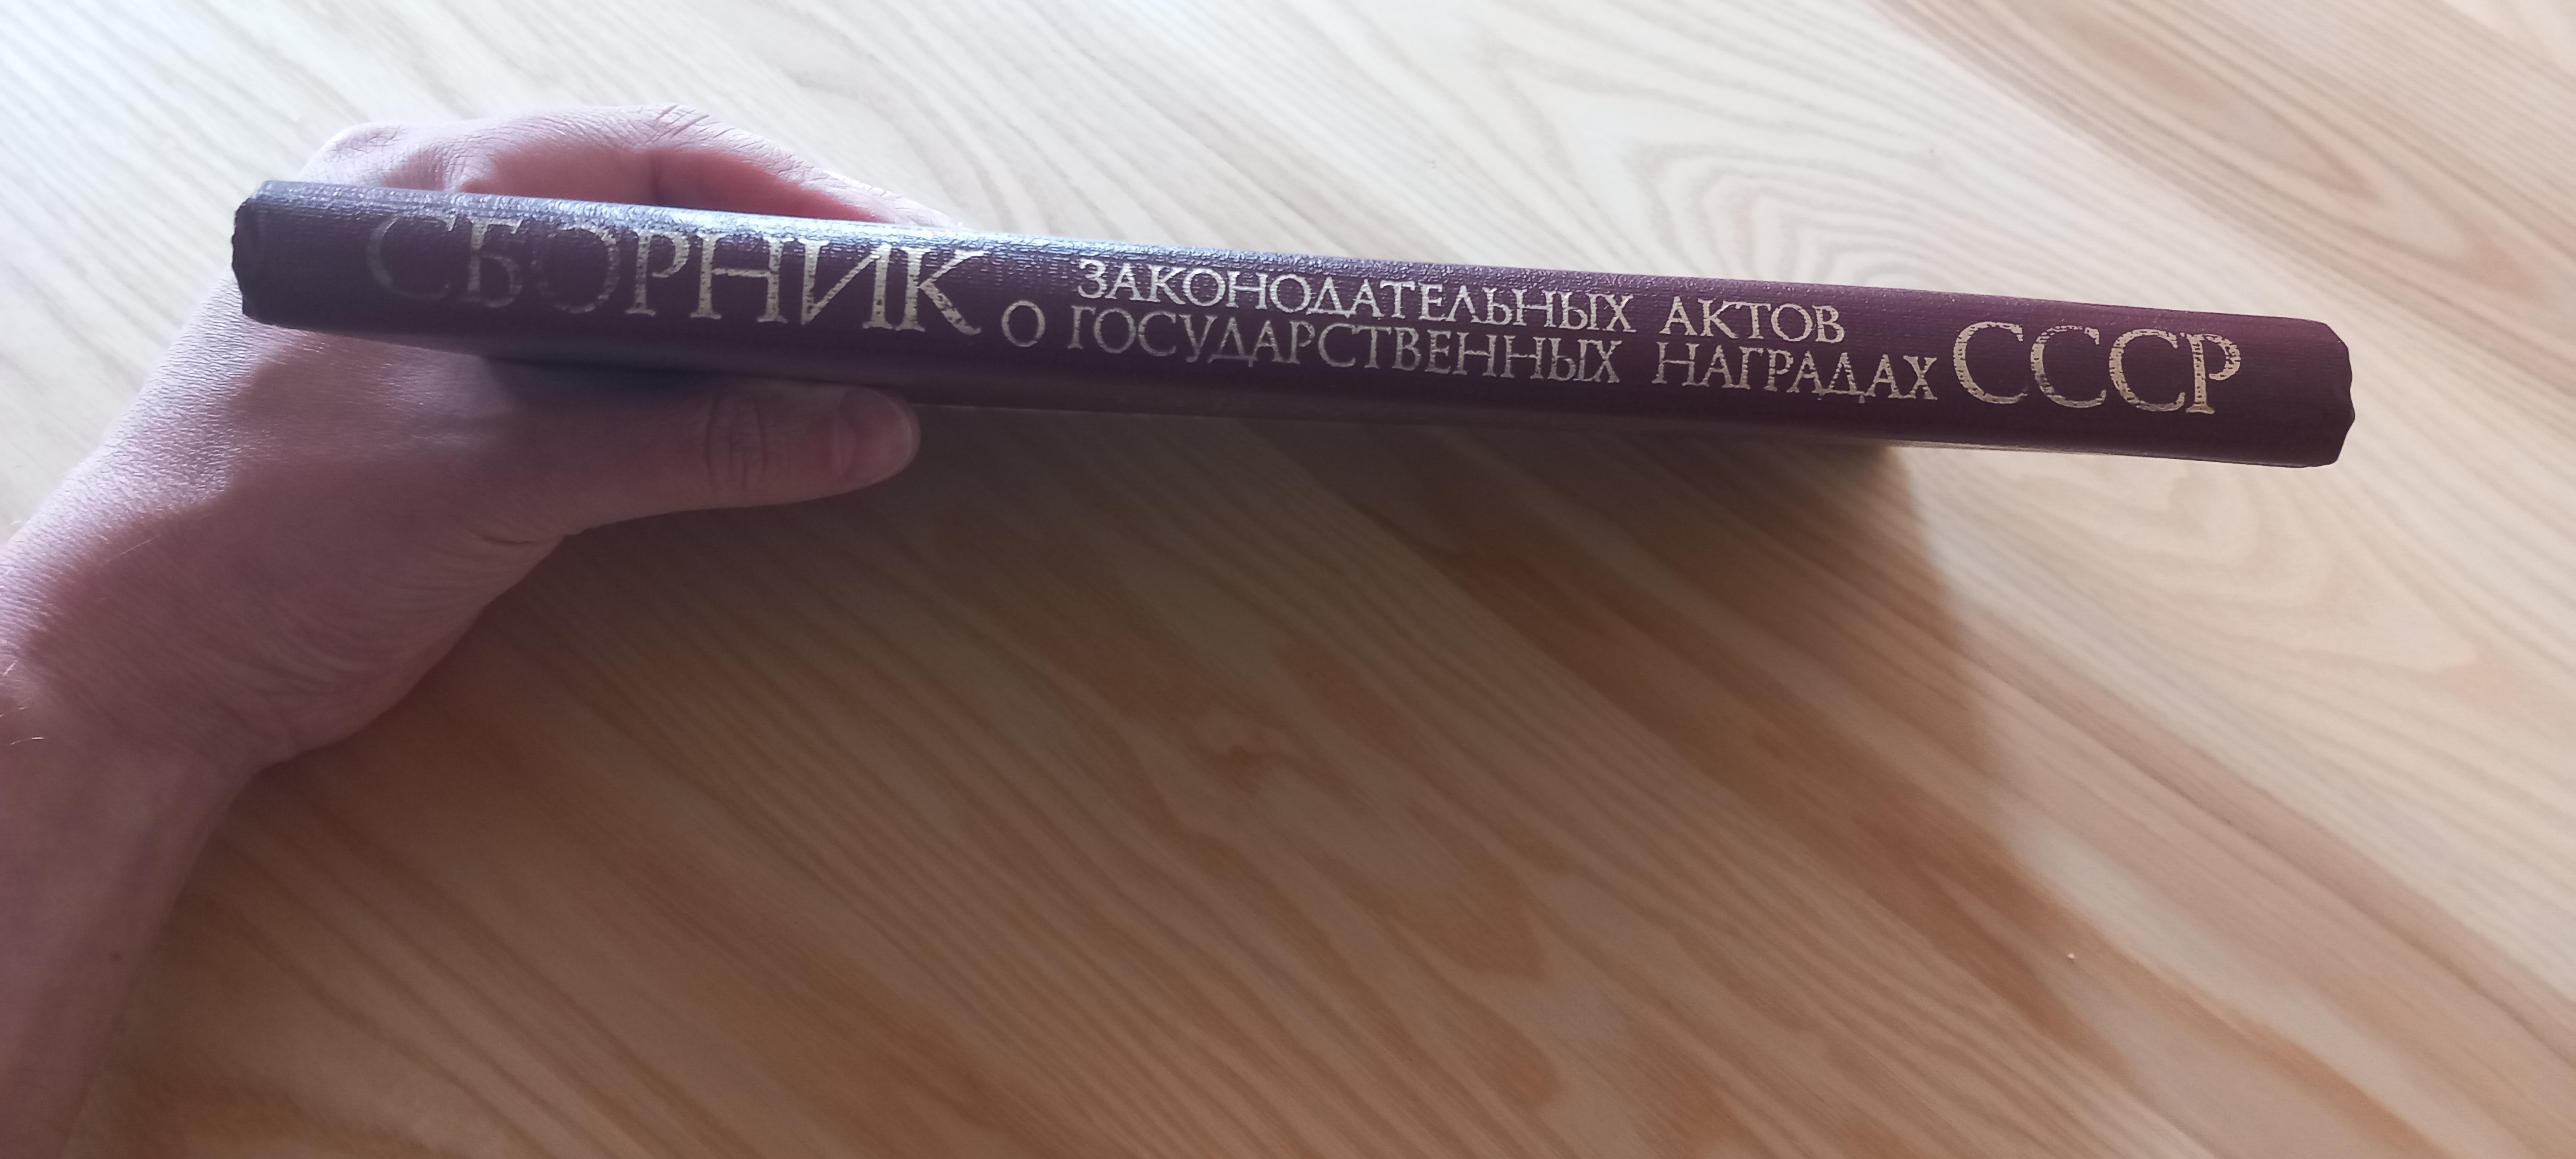 СБОРНИК
ЗАКОНОДАТЕЛЬНЫХ АКТОВ
О ГОСУДАРСТВЕННЫХ НАГРАДАХ
СССР